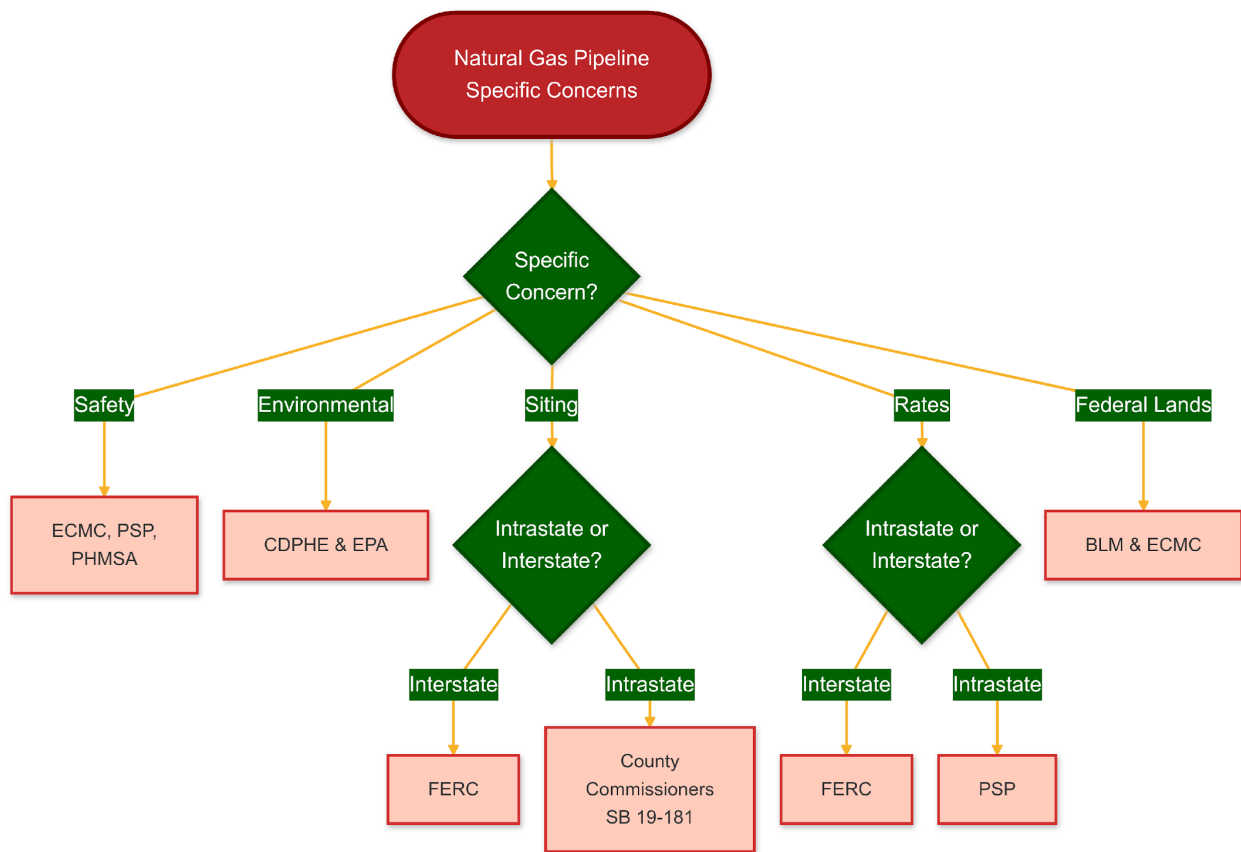 Natural Gas Pipeline
Specific Concerns
Specific
Concern?
Safety
Environmental
Siting
Rates
Federal Lands
ECMC, PSP,
PHMSA
CDPHE & EPA
Intrastate or
Interstate?
Intrastate or
Interstate?
BLM & ECMC
Interstate
Intrastate
Interstate
Intrastate
FERC
County
Commissioners
SB 19-181
FERC
PSP